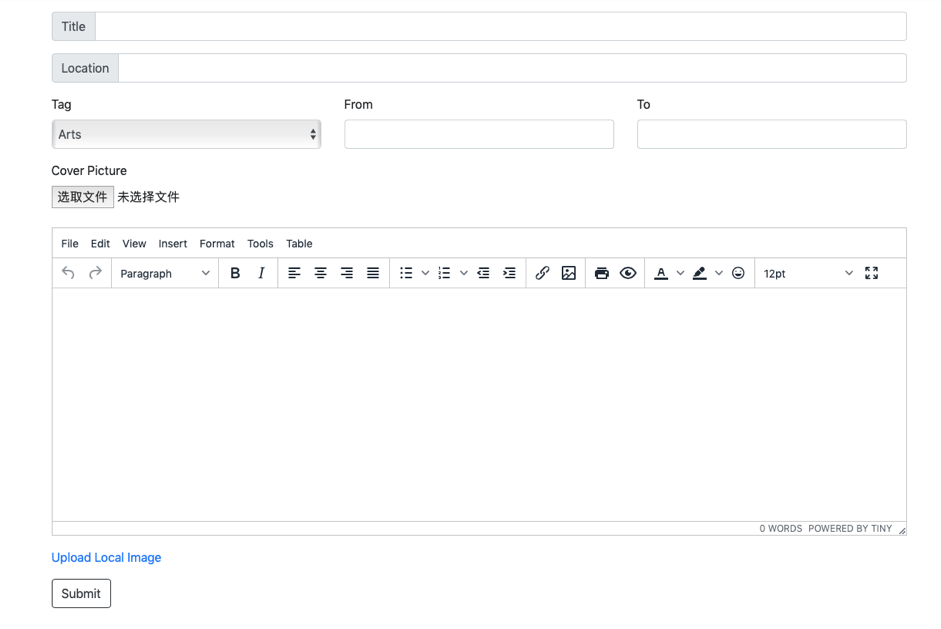 Title
Location
Tag From To
Arts
Cover Picture
选取文件 未选择文件
File Edit View Insert Format Tools Table
Paragraph B I A 12pt
0 WORDS POWERED BY TINY
Upload Local Image
Submit